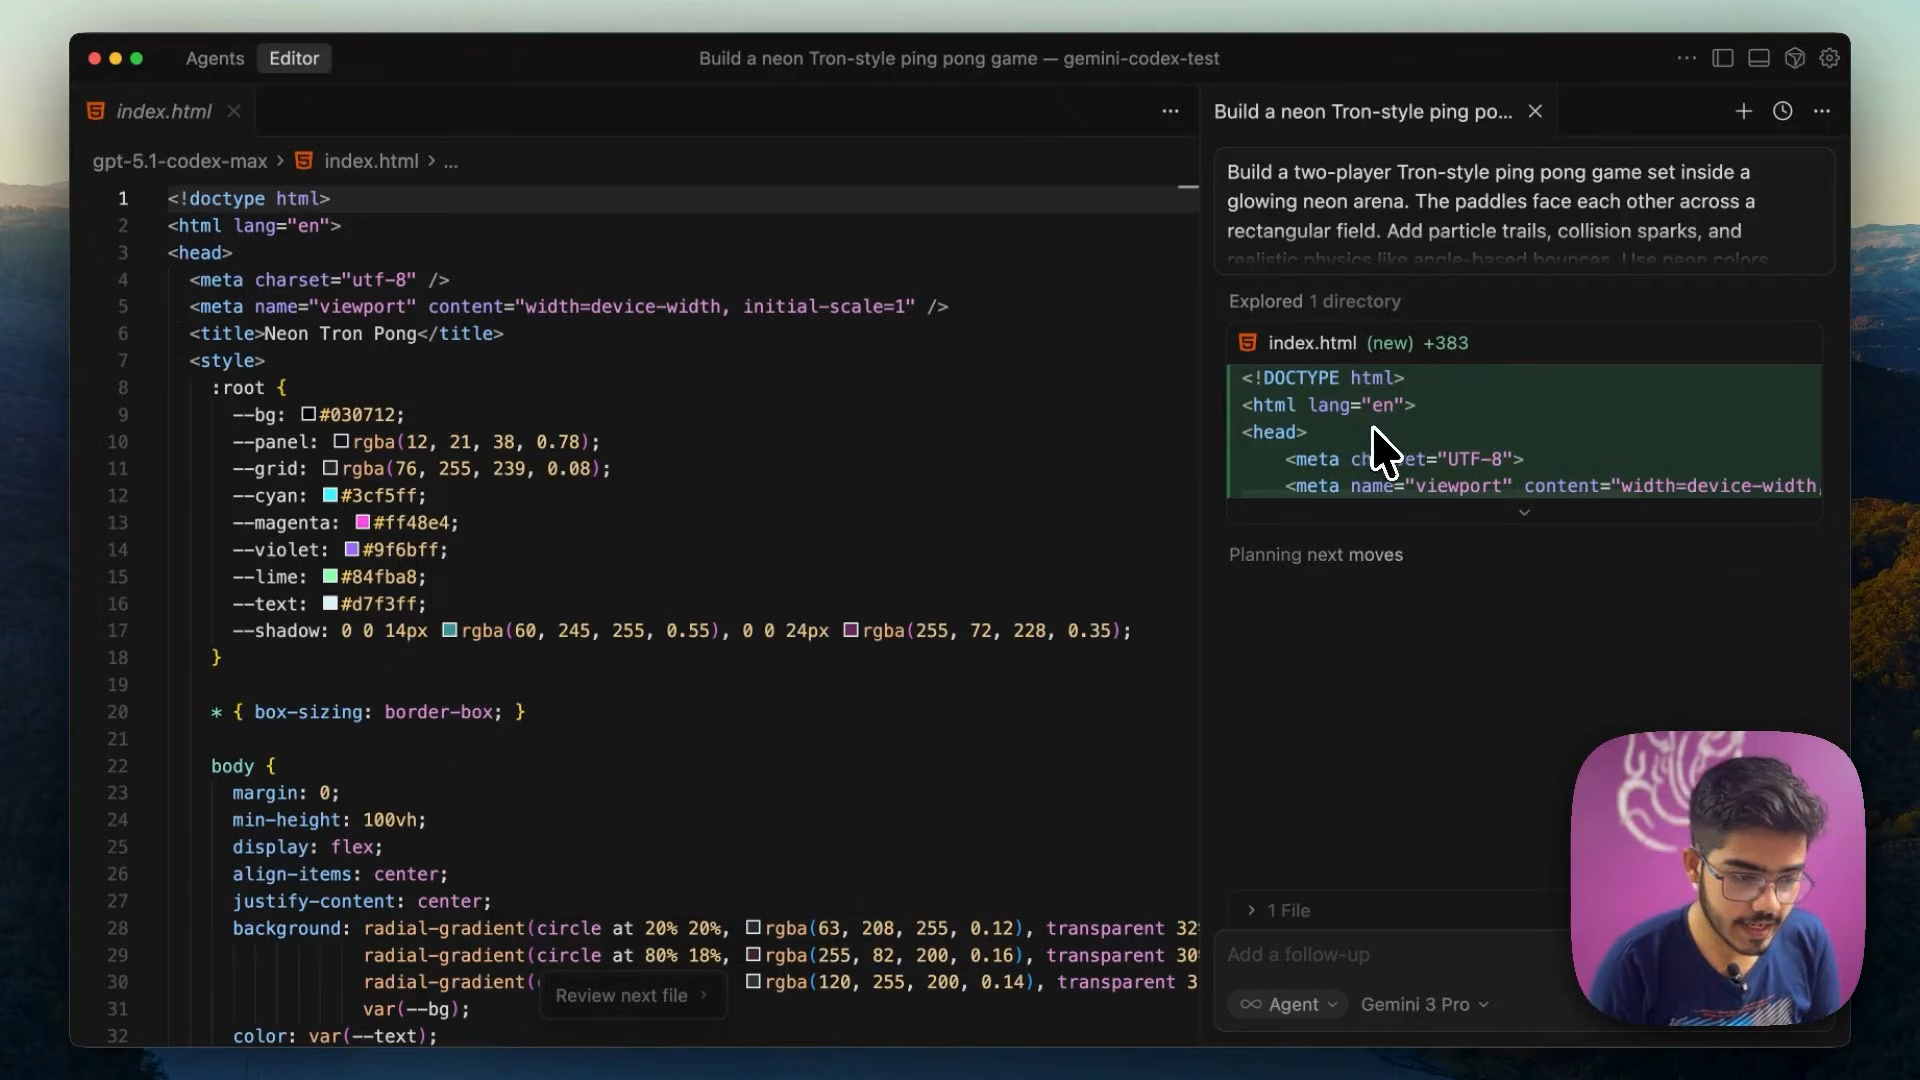 Agents Editor Build a neon Tron-style ping pong game — gemini-codex-test
index.html
gpt-5.1-codex-max > index.html > ...
1 <!doctype html>
2 <html lang="en">
3 <head>
4 <meta charset="utf-8" />
5 <meta name="viewport" content="width=device-width, initial-scale=1" />
6 <title>Neon Tron Pong</title>
7 <style>
8 :root {
9 --bg: #030712;
10 --panel: rgba(12, 21, 38, 0.78);
11 --grid: rgba(76, 255, 239, 0.08);
12 --cyan: #3cf5ff;
13 --magenta: #ff48e4;
14 --violet: #9f6bff;
15 --lime: #84fba8;
16 --text: #d7f3ff;
17 --shadow: 0 0 14px rgba(60, 245, 255, 0.55), 0 0 24px rgba(255, 72, 228, 0.35);
18 }
19
20 * { box-sizing: border-box; }
21
22 body {
23 margin: 0;
24 min-height: 100vh;
25 display: flex;
26 align-items: center;
27 justify-content: center;
28 background: radial-gradient(circle at 20% 20%, rgba(63, 208, 255, 0.12), transparent 32
29 radial-gradient(circle at 80% 18%, rgba(255, 82, 200, 0.16), transparent 30
30 radial-gradient( rgba(120, 255, 200, 0.14), transparent 3
31 var(--bg);
32 color: var(--text);
Review next file >
Build a neon Tron-style ping po...
Build a two-player Tron-style ping pong game set inside a
glowing neon arena. The paddles face each other across a
rectangular field. Add particle trails, collision sparks, and
realistic physics like angle-based bounces. Use neon colors
Explored 1 directory
index.html (new) +383
<!DOCTYPE html>
<html lang="en">
<head>
<meta charset="UTF-8">
<meta name="viewport" content="width=device-width,
Planning next moves
> 1 File
Add a follow-up
Agent Gemini 3 Pro